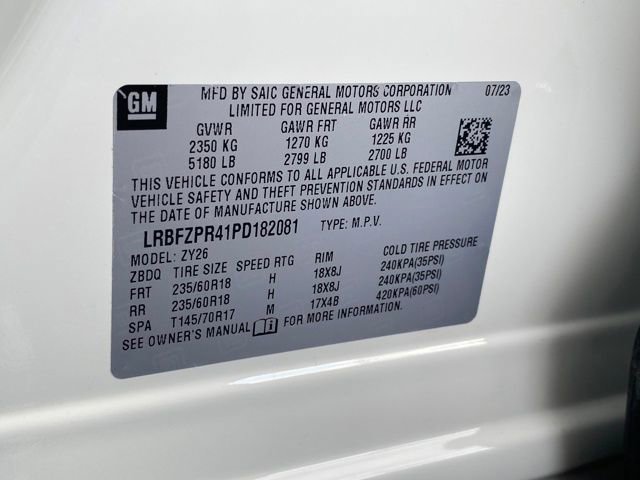 GM
MFD BY SAIC GENERAL MOTORS CORPORATION 07/23
LIMITED FOR GENERAL MOTORS LLC
GVWR GAWR FRT GAWR RR
2350 KG 1270 KG 1225 KG
5180 LB 2799 LB 2700 LB
THIS VEHICLE CONFORMS TO ALL APPLICABLE U.S. FEDERAL MOTOR
VEHICLE SAFETY AND THEFT PREVENTION STANDARDS IN EFFECT ON
THE DATE OF MANUFACTURE SHOWN ABOVE.
LRBFZPR41PD182081 TYPE: M.P.V.
MODEL: ZY26
ZBDQ TIRE SIZE SPEED RTG RIM COLD TIRE PRESSURE
FRT 235/60R18 H 18X8J 240KPA(35PSI)
RR 235/60R18 H 18X8J 240KPA(35PSI)
SPA T145/70R17 M 17X4B 420KPA(60PSI)
SEE OWNER'S MANUAL FOR MORE INFORMATION.